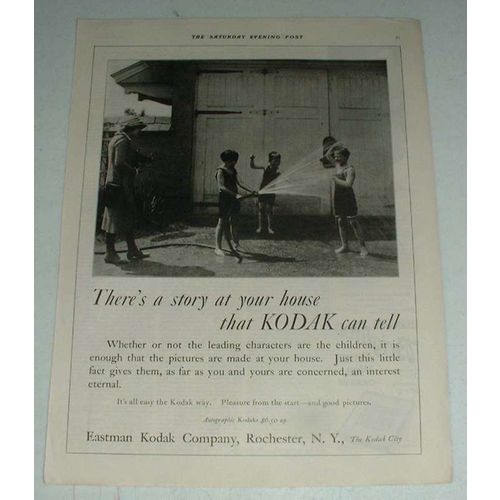 THE SATURDAY EVENING POST
There's a story at your house
that KODAK can tell
Whether or not the leading characters are the children, it is
enough that the pictures are made at your house. Just this little
fact gives them, as far as you and yours are concerned, an interest
eternal.
It's all easy the Kodak way. Pleasure from the start—and good pictures.
Autographic Kodaks $6.50 up
Eastman Kodak Company, Rochester, N. Y., The Kodak City